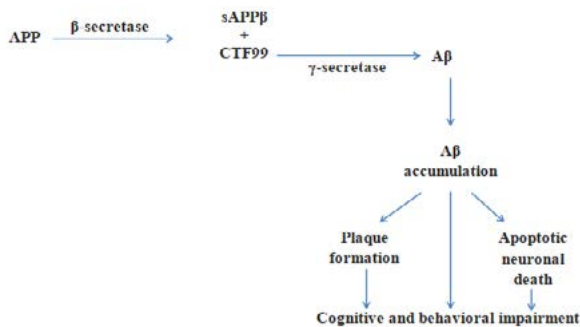 β-secretase
APP
sAPPβ
+
CTF99
γ-secretase
Aβ
Aβ
accumulation
Plaque
formation
Apoptotic
neuronal
death
Cognitive and behavioral impairment